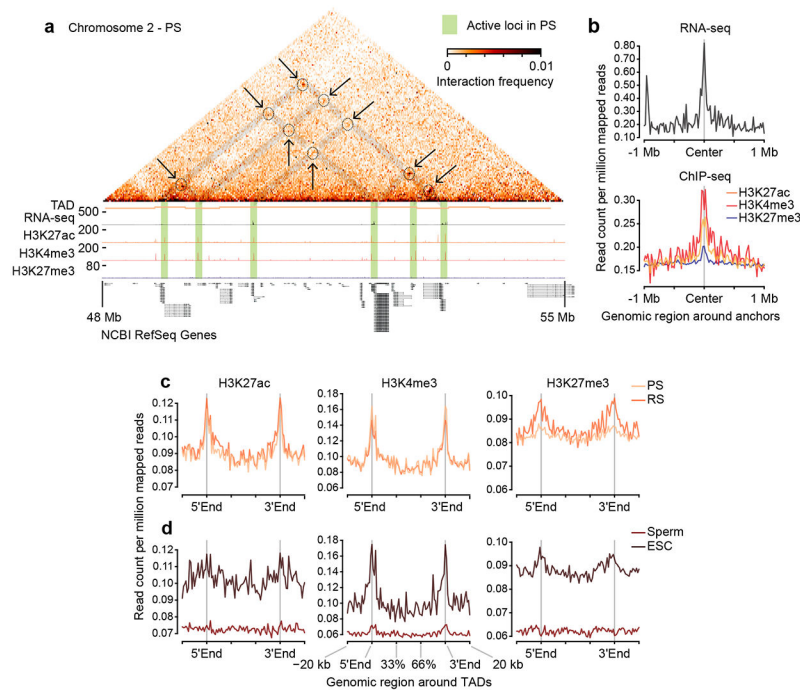 a Chromosome 2 - PS
Active loci in PS
0 0.01
Interaction frequency
TAD
500
RNA-seq
200
H3K27ac
200
H3K4me3
80
H3K27me3
48 Mb 55 Mb
NCBI RefSeq Genes
b
RNA-seq
Read count per million mapped reads
0.80
0.70
0.60
0.50
0.40
0.30
0.20
0.10
-1 Mb Center 1 Mb
ChIP-seq
H3K27ac
H3K4me3
H3K27me3
0.30
0.25
0.20
0.15
-1 Mb Center 1 Mb
Genomic region around anchors
c
Read count per million mapped reads
H3K27ac
0.13
0.12
0.11
0.10
0.09
5'End 3'End
H3K4me3
0.18
0.16
0.14
0.12
0.10
0.08
0.06
5'End 3'End
H3K27me3
PS
RS
0.10
0.09
0.08
0.07
0.06
5'End 3'End
d
0.12
0.11
0.10
0.09
0.08
0.07
5'End 3'End
0.18
0.16
0.14
0.12
0.10
0.08
0.06
−20 kb 5'End 33% 66% 3'End 20 kb
Sperm
ESC
0.10
0.09
0.08
0.07
0.06
5'End 3'End
Genomic region around TADs